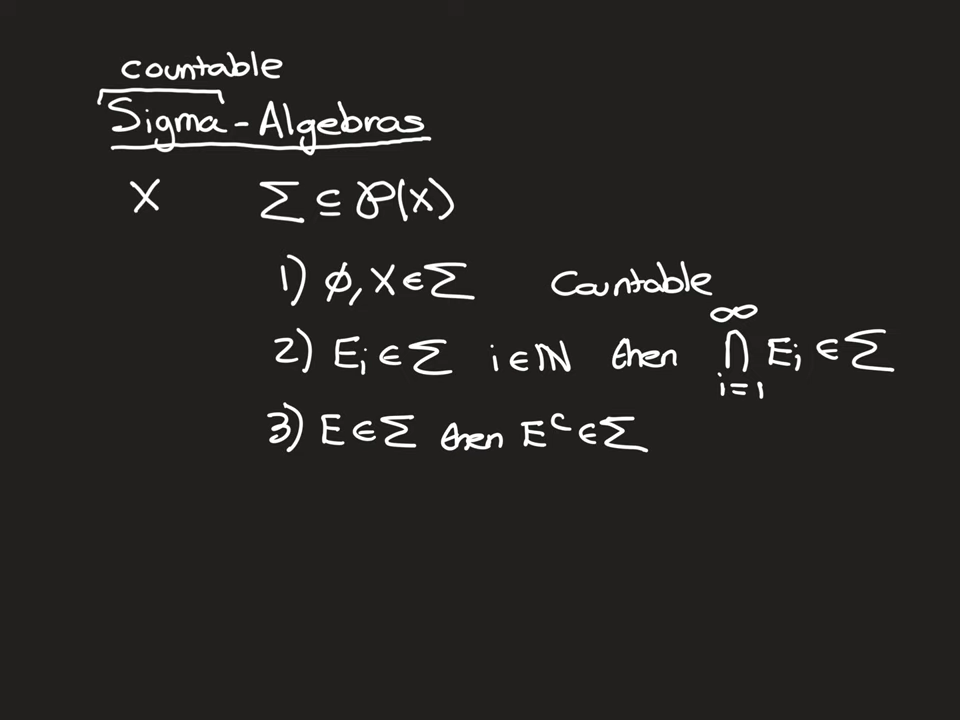 countable
Sigma-Algebras
X Σ ⊆ ℘(X)
1) ϕ, X ∈ Σ Countable
2) Eᵢ ∈ Σ i ∈ ℕ then ⋂_{i=1}^{∞} Eᵢ ∈ Σ
3) E ∈ Σ then Eᶜ ∈ Σ